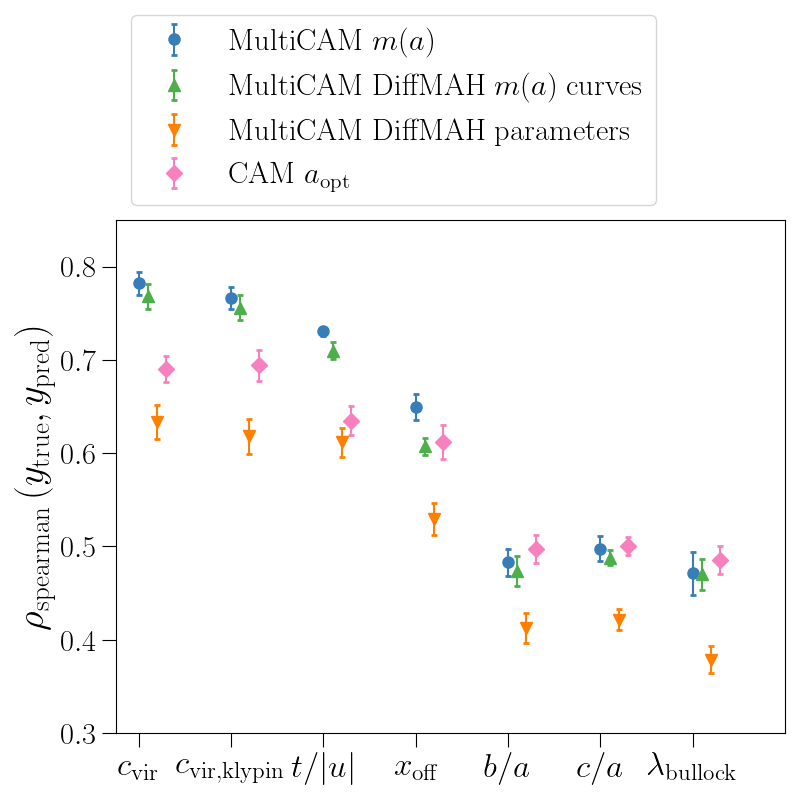 MultiCAM m(a)
MultiCAM DiffMAH m(a) curves
MultiCAM DiffMAH parameters
CAM a_opt
ρ_spearman (y_true, y_pred)
0.8
0.7
0.6
0.5
0.4
0.3
c_vir c_vir,klypin t/|u| x_off b/a c/a λ_bullock